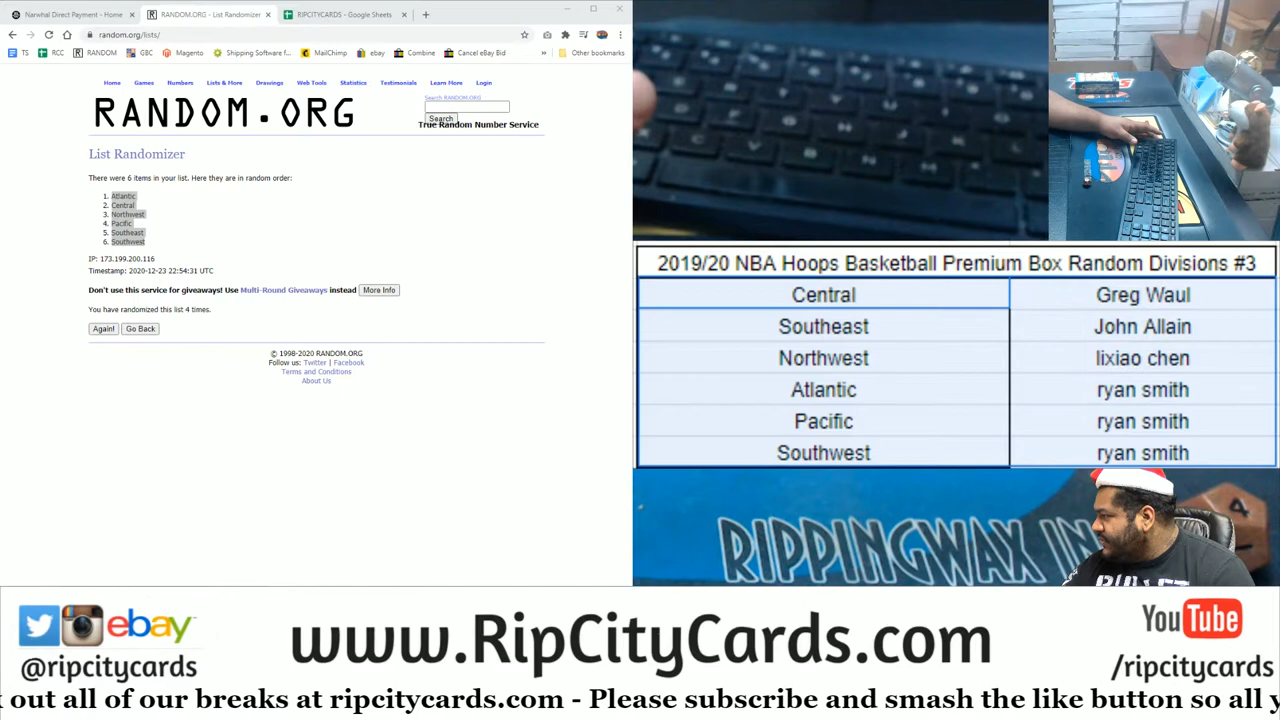 Narwhal Direct Payment - Home
RANDOM.ORG - List Randomizer
RIPCITYCARDS - Google Sheets
random.org/lists/
TS RCC RANDOM GBC Magento Shipping Software f... MailChimp ebay Combine Cancel eBay Bid » Other bookmarks
Home Games Numbers Lists & More Drawings Web Tools Statistics Testimonials Learn More Login
Search RANDOM.ORG
RANDOM.ORG
Search
True Random Number Service
List Randomizer
There were 6 items in your list. Here they are in random order:
1. Atlantic
2. Central
3. Northwest
4. Pacific
5. Southeast
6. Southwest
IP: 173.199.200.116
Timestamp: 2020-12-23 22:54:31 UTC
Don't use this service for giveaways! Use Multi-Round Giveaways instead More Info
You have randomized this list 4 times.
Again! Go Back
© 1998-2020 RANDOM.ORG
Follow us: Twitter | Facebook
Terms and Conditions
About Us
2019/20 NBA Hoops Basketball Premium Box Random Divisions #3
Central Greg Waul
Southeast John Allain
Northwest lixiao chen
Atlantic ryan smith
Pacific ryan smith
Southwest ryan smith
RIPPINGWAX IN
ebay
@ripcitycards
www.RipCityCards.com
YouTube
/ripcitycards
out all of our breaks at ripcitycards.com - Please subscribe and smash the like button so all